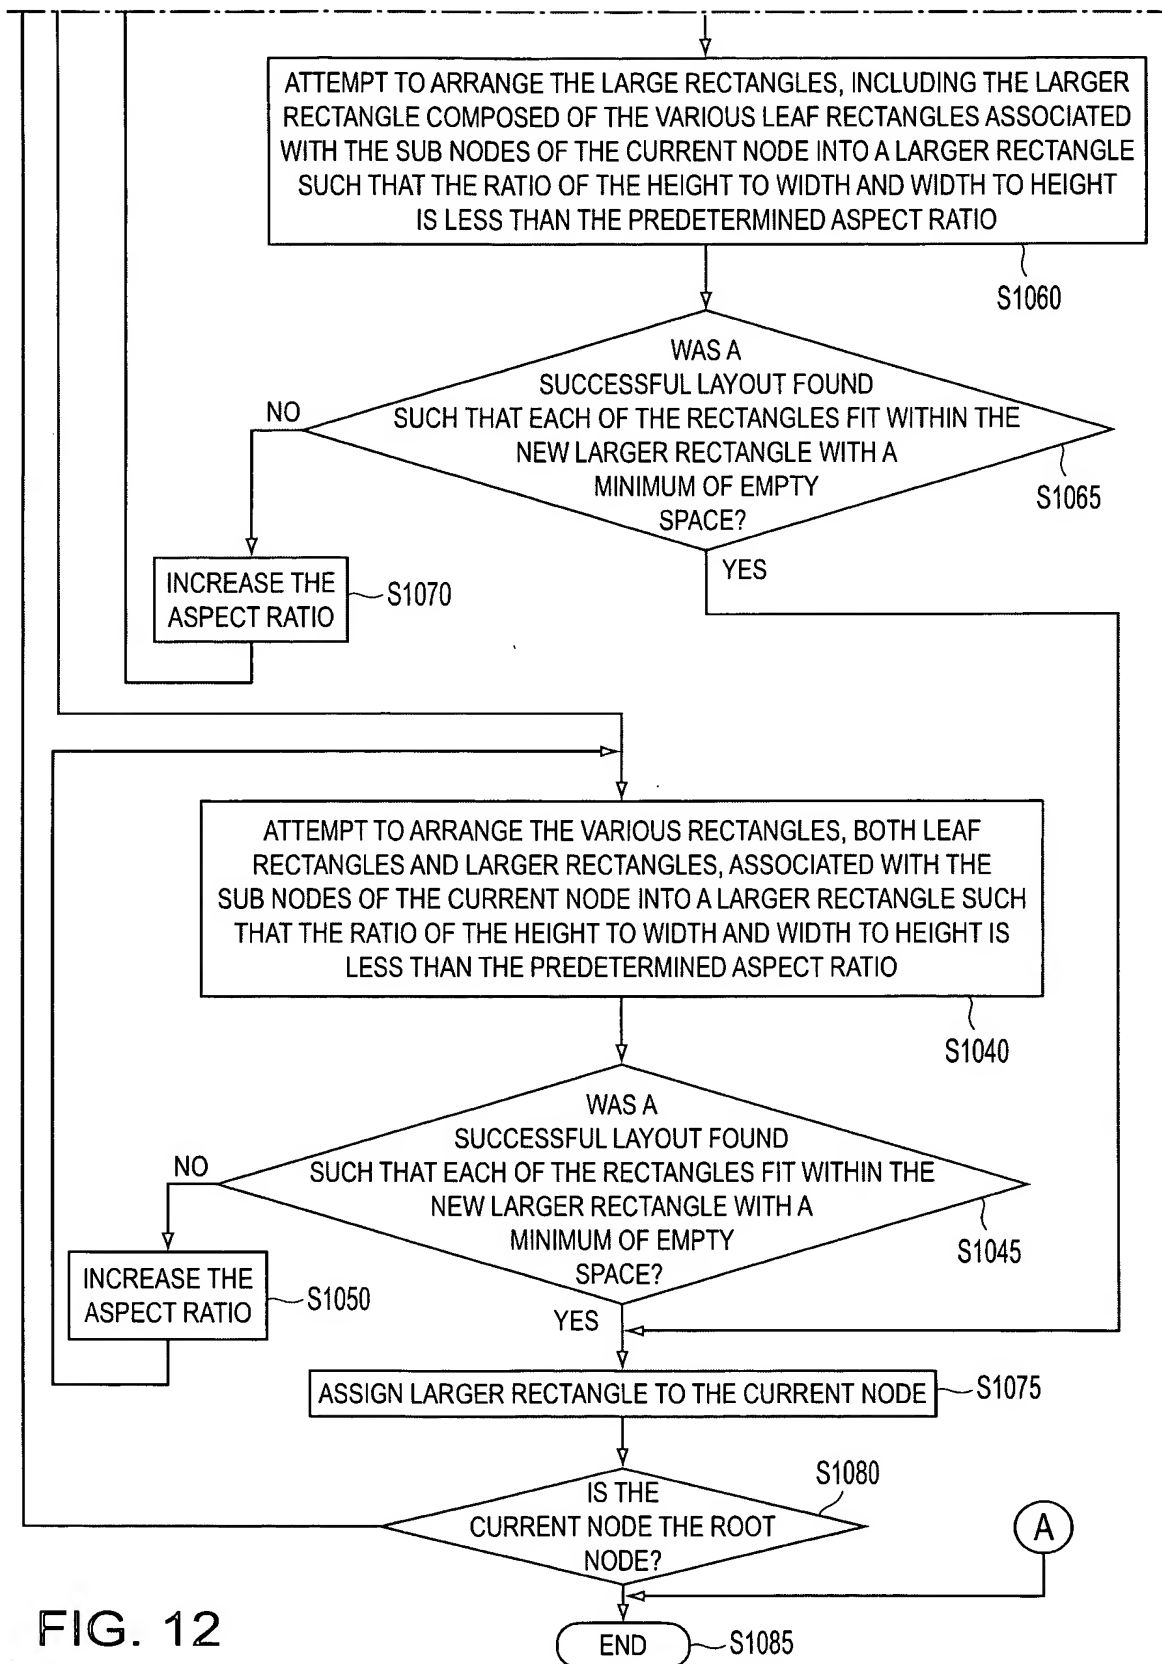 ATTEMPT TO ARRANGE THE LARGE RECTANGLES, INCLUDING THE LARGER
RECTANGLE COMPOSED OF THE VARIOUS LEAF RECTANGLES ASSOCIATED
WITH THE SUB NODES OF THE CURRENT NODE INTO A LARGER RECTANGLE
SUCH THAT THE RATIO OF THE HEIGHT TO WIDTH AND WIDTH TO HEIGHT
IS LESS THAN THE PREDETERMINED ASPECT RATIO
S1060
WAS A
SUCCESSFUL LAYOUT FOUND
SUCH THAT EACH OF THE RECTANGLES FIT WITHIN THE
NEW LARGER RECTANGLE WITH A
MINIMUM OF EMPTY
SPACE?
NO
S1065
YES
INCREASE THE
ASPECT RATIO
S1070
ATTEMPT TO ARRANGE THE VARIOUS RECTANGLES, BOTH LEAF
RECTANGLES AND LARGER RECTANGLES, ASSOCIATED WITH THE
SUB NODES OF THE CURRENT NODE INTO A LARGER RECTANGLE SUCH
THAT THE RATIO OF THE HEIGHT TO WIDTH AND WIDTH TO HEIGHT IS
LESS THAN THE PREDETERMINED ASPECT RATIO
S1040
WAS A
SUCCESSFUL LAYOUT FOUND
SUCH THAT EACH OF THE RECTANGLES FIT WITHIN THE
NEW LARGER RECTANGLE WITH A
MINIMUM OF EMPTY
SPACE?
NO
S1045
INCREASE THE
ASPECT RATIO
S1050
YES
ASSIGN LARGER RECTANGLE TO THE CURRENT NODE
S1075
S1080
IS THE
CURRENT NODE THE ROOT
NODE?
A
END
S1085
FIG. 12